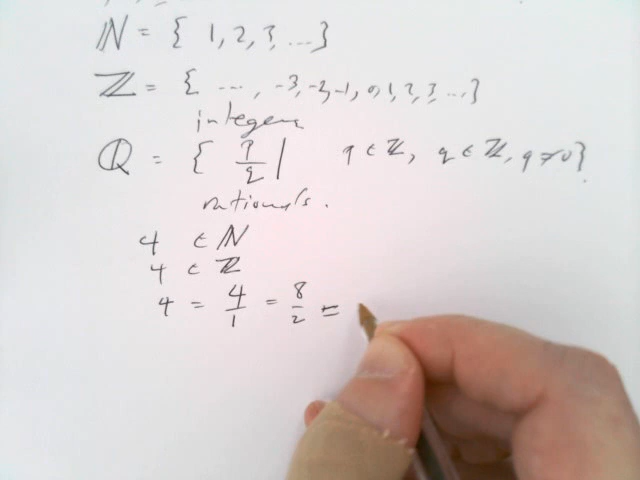 ℕ = { 1, 2, 3, ... }
ℤ = { ..., -3, -2, -1, 0, 1, 2, 3, ... }
integers
ℚ = { p/q | p ∈ ℤ, q ∈ ℤ, q ≠ 0 }
rationals.
4 ∈ ℕ
4 ∈ ℤ
4 = 4/1 = 8/2 =